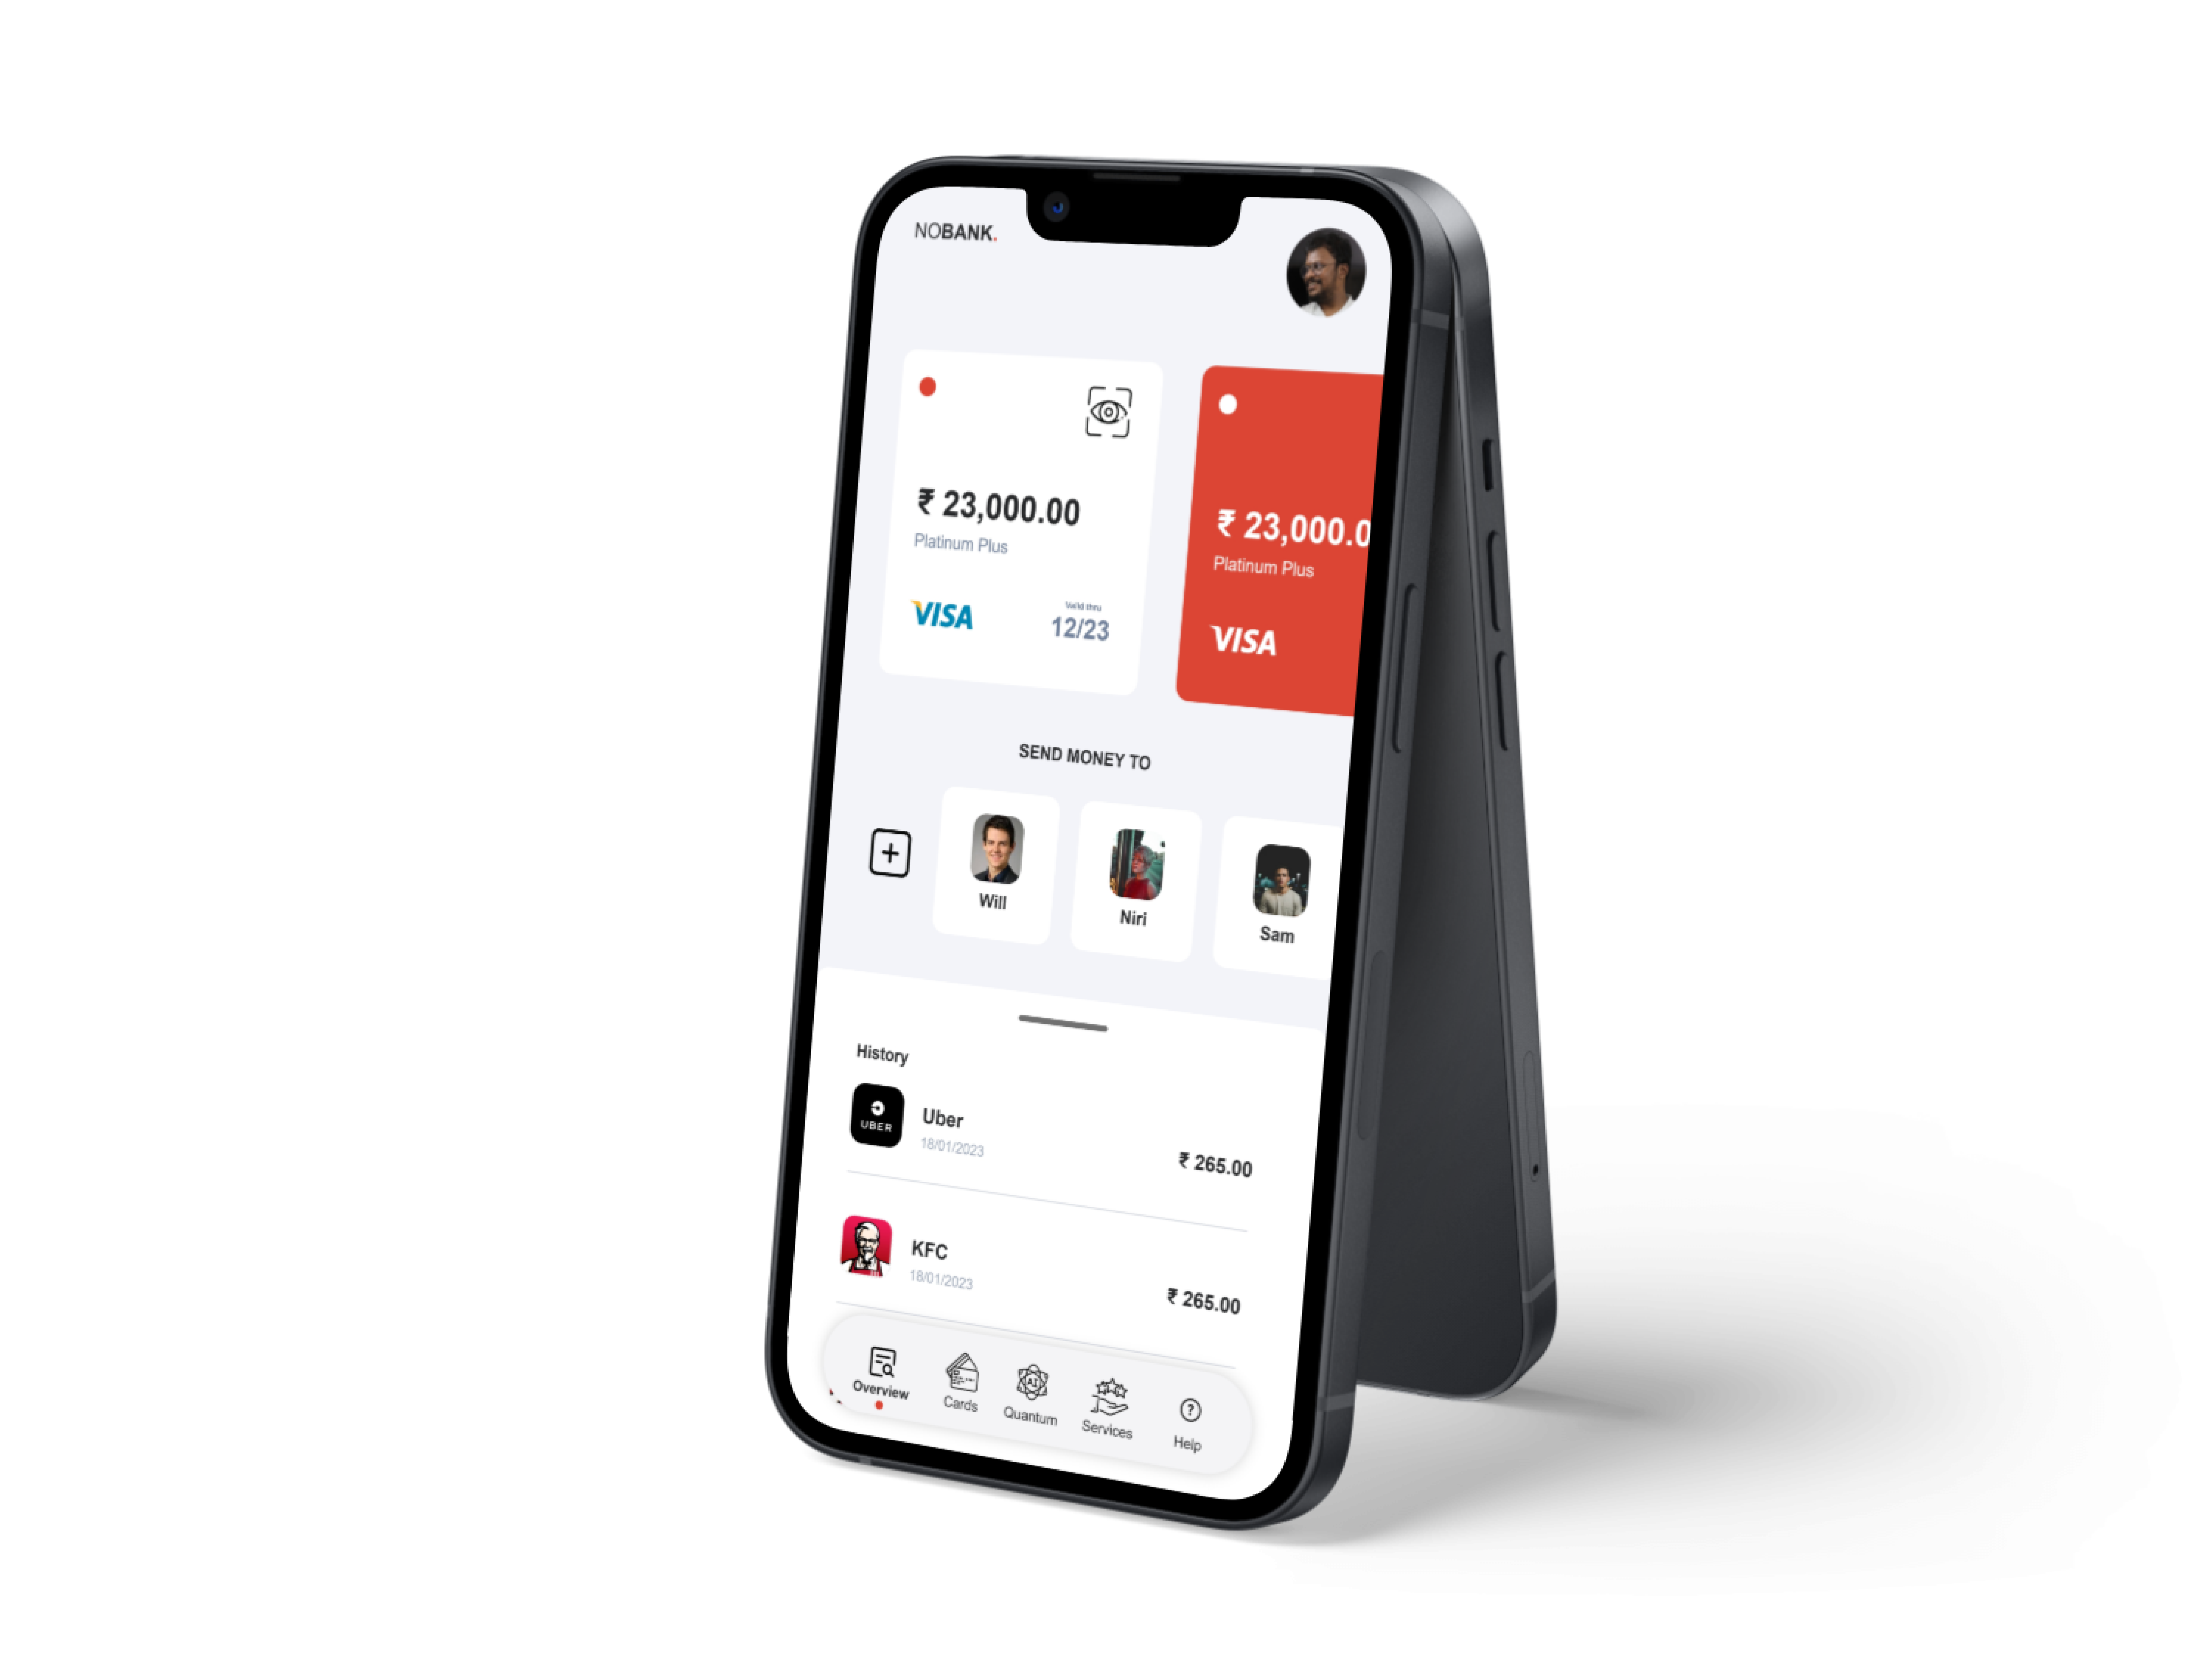 NOBANK.
₹ 23,000.00
Platinum Plus
VISA
Valid thru
12/23
₹ 23,000.0
Platinum Plus
VISA
SEND MONEY TO
Will
Niri
Sam
History
UBER
Uber
18/01/2023
₹ 265.00
KFC
18/01/2023
₹ 265.00
Overview
Cards
AI
Quantum
Services
?
Help